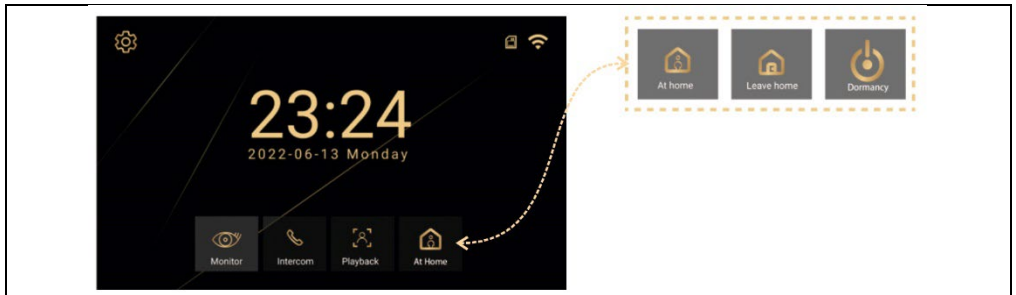 23:24
2022-06-13 Monday
Monitor
Intercom
Playback
At Home
At home
Leave home
Dormancy